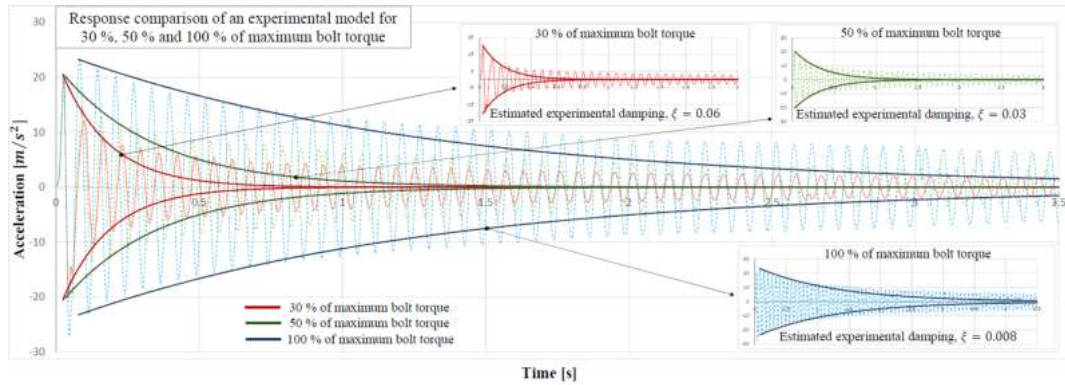 Response comparison of an experimental model for
30 %, 50 % and 100 % of maximum bolt torque
30 % of maximum bolt torque
Estimated experimental damping, ξ = 0.06
50 % of maximum bolt torque
Estimated experimental damping, ξ = 0.03
30
20
10
0
-10
-20
-30
Acceleration [m/s²]
0.5
1
1.5
2
2.5
3
3.5
100 % of maximum bolt torque
Estimated experimental damping, ξ = 0.008
30 % of maximum bolt torque
50 % of maximum bolt torque
100 % of maximum bolt torque
Time [s]